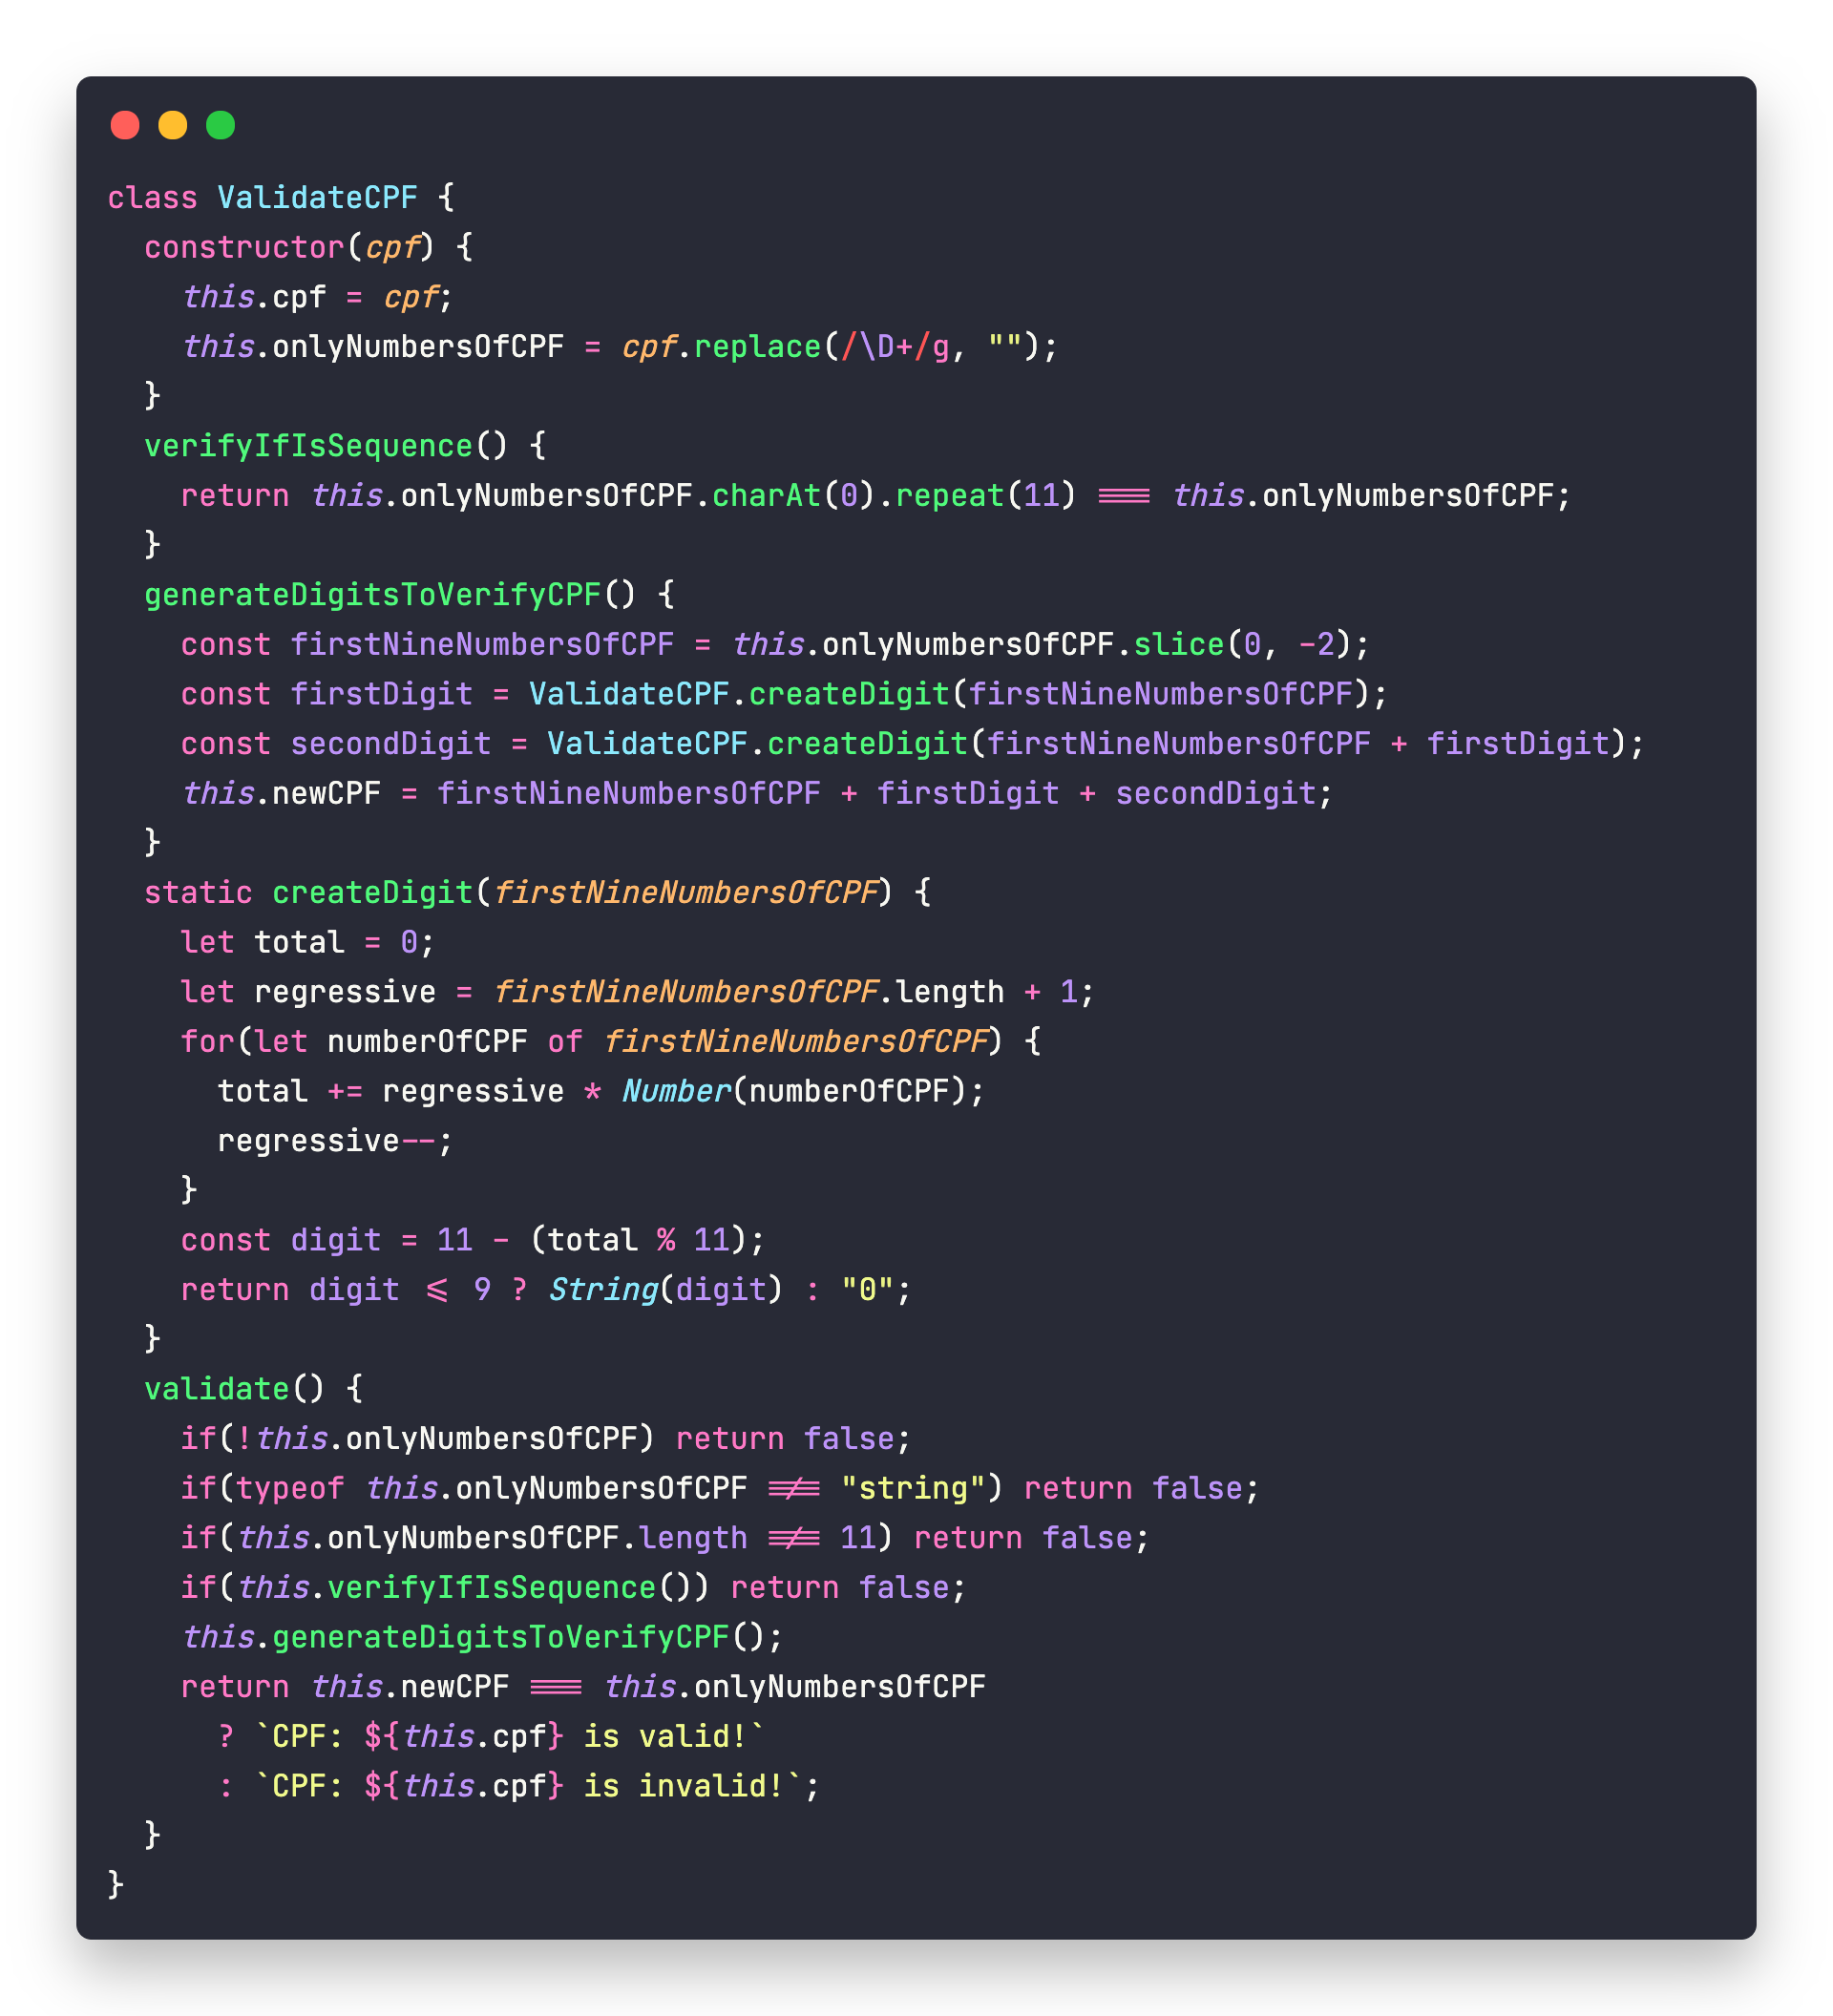 class ValidateCPF {
  constructor(cpf) {
    this.cpf = cpf;
    this.onlyNumbersOfCPF = cpf.replace(/\D+/g, "");
  }
  verifyIfIsSequence() {
    return this.onlyNumbersOfCPF.charAt(0).repeat(11) === this.onlyNumbersOfCPF;
  }
  generateDigitsToVerifyCPF() {
    const firstNineNumbersOfCPF = this.onlyNumbersOfCPF.slice(0, -2);
    const firstDigit = ValidateCPF.createDigit(firstNineNumbersOfCPF);
    const secondDigit = ValidateCPF.createDigit(firstNineNumbersOfCPF + firstDigit);
    this.newCPF = firstNineNumbersOfCPF + firstDigit + secondDigit;
  }
  static createDigit(firstNineNumbersOfCPF) {
    let total = 0;
    let regressive = firstNineNumbersOfCPF.length + 1;
    for(let numberOfCPF of firstNineNumbersOfCPF) {
      total += regressive * Number(numberOfCPF);
      regressive--;
    }
    const digit = 11 - (total % 11);
    return digit <= 9 ? String(digit) : "0";
  }
  validate() {
    if(!this.onlyNumbersOfCPF) return false;
    if(typeof this.onlyNumbersOfCPF !== "string") return false;
    if(this.onlyNumbersOfCPF.length !== 11) return false;
    if(this.verifyIfIsSequence()) return false;
    this.generateDigitsToVerifyCPF();
    return this.newCPF === this.onlyNumbersOfCPF
      ? `CPF: ${this.cpf} is valid!`
      : `CPF: ${this.cpf} is invalid!`;
  }
}